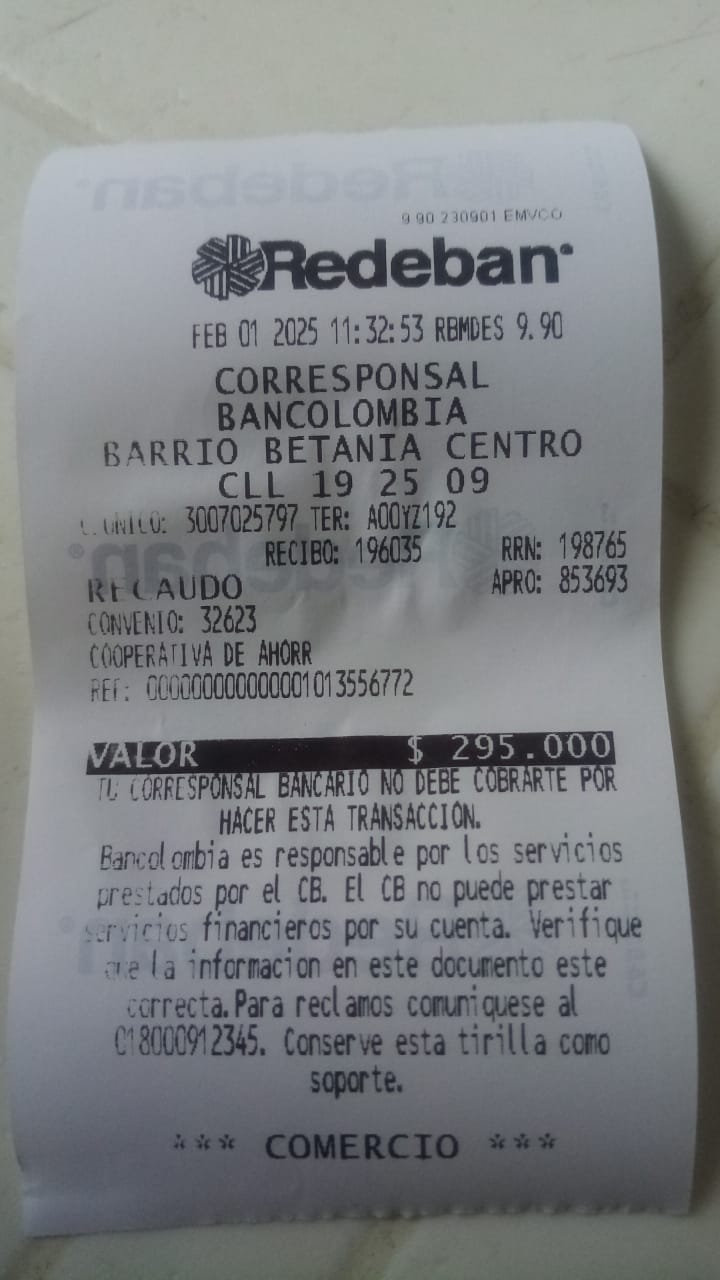 9.90 230901 EMVCO
Redeban
FEB 01 2025 11:32:53 RBMDES 9.90
CORRESPONSAL
BANCOLOMBIA
BARRIO BETANIA CENTRO
CLL 19 25 09
C. UNICO: 3007025797 TER: A00YZ192
RECIBO: 196035 RRN: 198765
RECAUDO APRO: 853693
CONVENIO: 32623
COOPERATIVA DE AHORR
REF: 00000000000001013556772
VALOR $ 295.000
TU CORRESPONSAL BANCARIO NO DEBE COBRARTE POR
HACER ESTA TRANSACCION.
Bancolombia es responsable por los servicios
prestados por el CB. El CB no puede prestar
servicios financieros por su cuenta. Verifique
que la informacion en este documento este
correcta.Para reclamos comuniquese al
018000912345. Conserve esta tirilla como
soporte.
*** COMERCIO ***